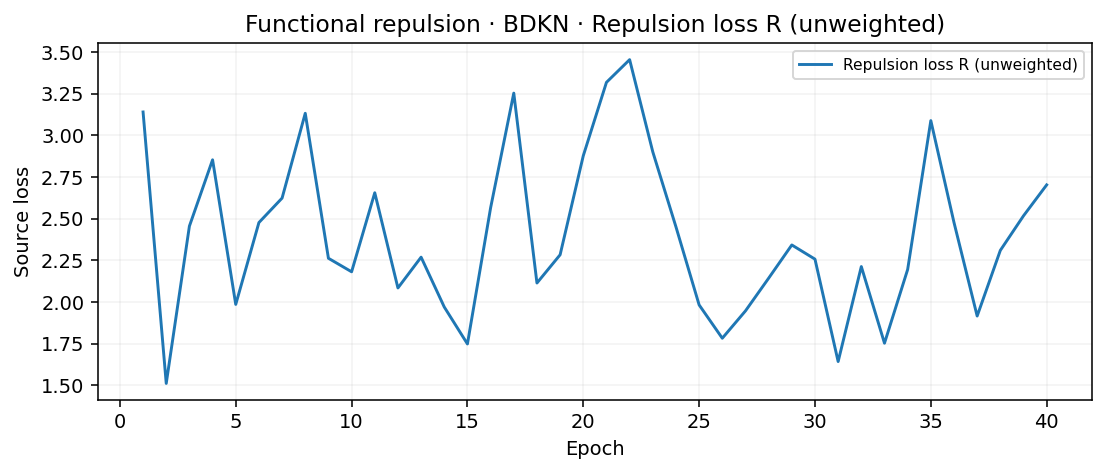 Functional repulsion · BDKN · Repulsion loss R (unweighted)
Repulsion loss R (unweighted)
3.50
3.25
3.00
2.75
2.50
2.25
2.00
1.75
1.50
Source loss
0 5 10 15 20 25 30 35 40
Epoch